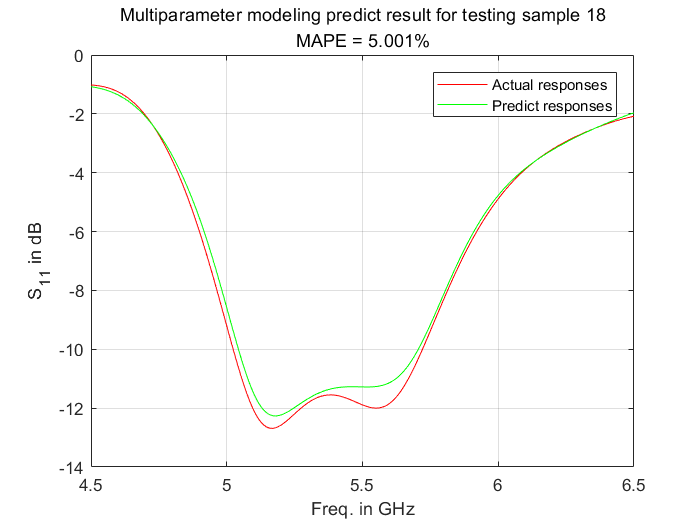 Multiparameter modeling predict result for testing sample 18
MAPE = 5.001%
Actual responses
Predict responses
0
-2
-4
-6
-8
-10
-12
-14
S11 in dB
4.5 5 5.5 6 6.5
Freq. in GHz